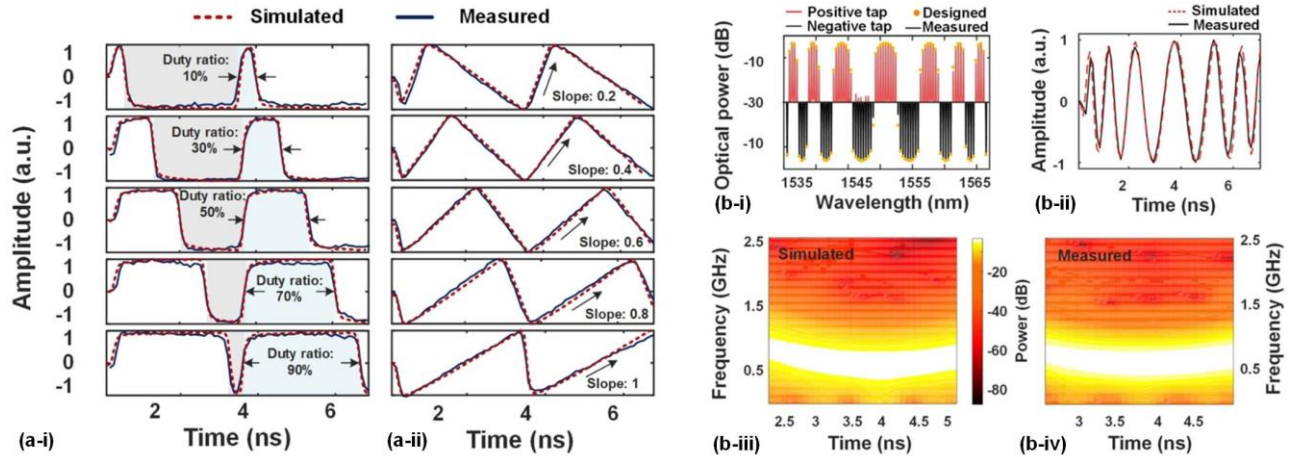 Simulated Measured
Amplitude (a.u.)
1
0
-1
Duty ratio:
10%
1
0
-1
Duty ratio:
30%
1
0
-1
Duty ratio:
50%
1
0
-1
Duty ratio:
70%
1
0
-1
Duty ratio:
90%
2 4 6
Time (ns)
(a-i)
Slope: 0.2
Slope: 0.4
Slope: 0.6
Slope: 0.8
Slope: 1
2 4 6
Time (ns)
(a-ii)
Positive tap Designed
Negative tap Measured
Optical power (dB)
-10
-30
-10
1535 1545 1555 1565
Wavelength (nm)
(b-i)
Simulated
Measured
Amplitude (a.u.)
1
0
-1
2 4 6
Time (ns)
(b-ii)
Simulated
Frequency (GHz)
2.5
1.5
0.5
2.5 3 3.5 4 4.5 5
Time (ns)
(b-iii)
-20
-40
-60
-80
Power (dB)
Measured
2.5
1.5
0.5
Frequency (GHz)
3 3.5 4 4.5
Time (ns)
(b-iv)